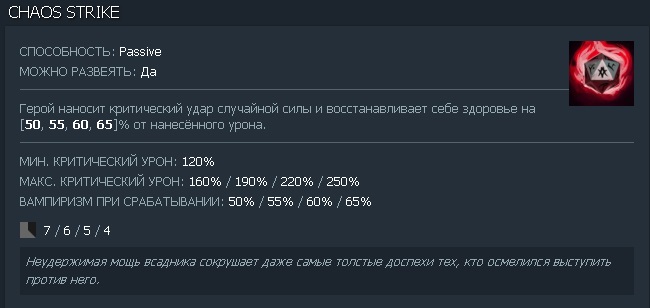 CHAOS STRIKE
СПОСОБНОСТЬ: Passive
МОЖНО РАЗВЕЯТЬ: Да
Герой наносит критический удар случайной силы и восстанавливает себе здоровье на
[50, 55, 60, 65]% от нанесённого урона.
МИН. КРИТИЧЕСКИЙ УРОН: 120%
МАКС. КРИТИЧЕСКИЙ УРОН: 160% / 190% / 220% / 250%
ВАМПИРИЗМ ПРИ СРАБАТЫВАНИИ: 50% / 55% / 60% / 65%
7 / 6 / 5 / 4
Неудержимая мощь всадника сокрушает даже самые толстые доспехи тех, кто осмелился выступить
против него.